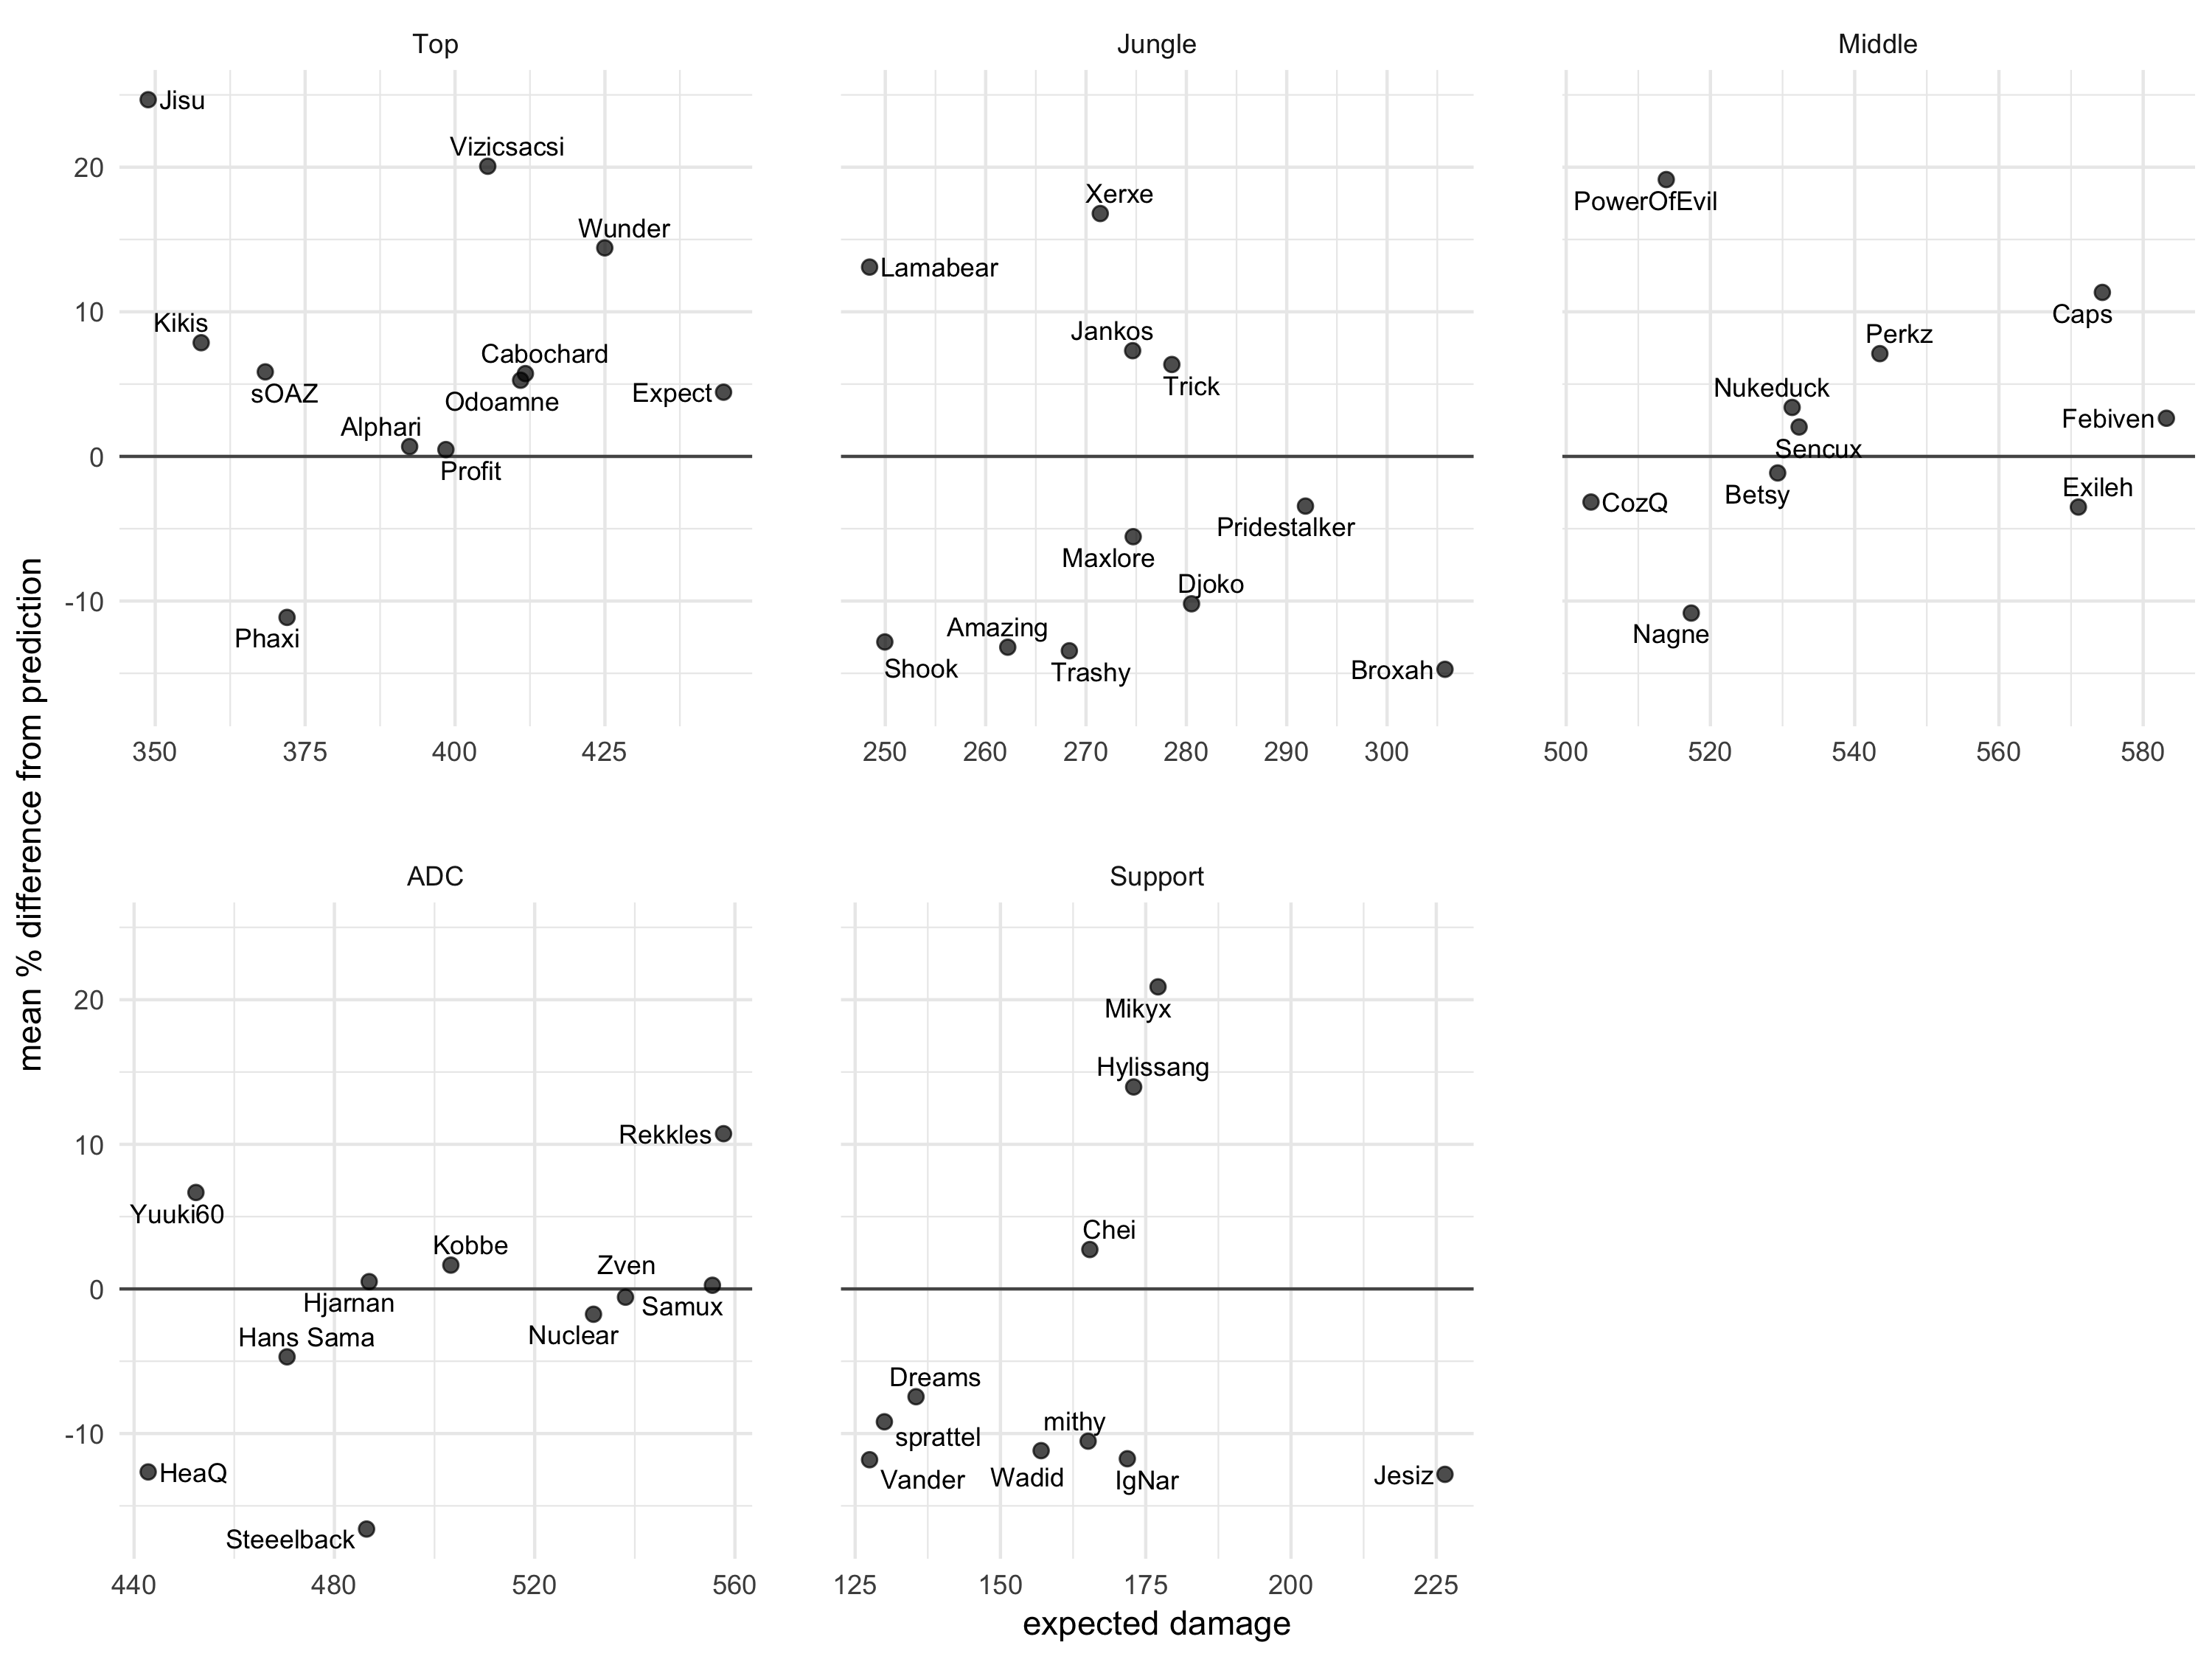 Top
Jungle
Middle
Jisu
Vizicsacsi
Wunder
Kikis
sOAZ
Cabochard
Odoamne
Expect
Alphari
Profit
Phaxi
Xerxe
Lamabear
Jankos
Trick
Pridestalker
Maxlore
Djoko
Amazing
Shook
Trashy
Broxah
PowerOfEvil
Caps
Perkz
Nukeduck
Febiven
Sencux
Betsy
CozQ
Exileh
Nagne
20
10
0
-10
350 375 400 425
250 260 270 280 290 300
500 520 540 560 580
mean % difference from prediction
ADC
Support
Rekkles
Yuuki60
Kobbe
Zven
Hjarnan
Samux
Nuclear
Hans Sama
HeaQ
Steeelback
Mikyx
Hylissang
Chei
Dreams
sprattel
mithy
Vander
Wadid
IgNar
Jesiz
20
10
0
-10
440 480 520 560
125 150 175 200 225
expected damage